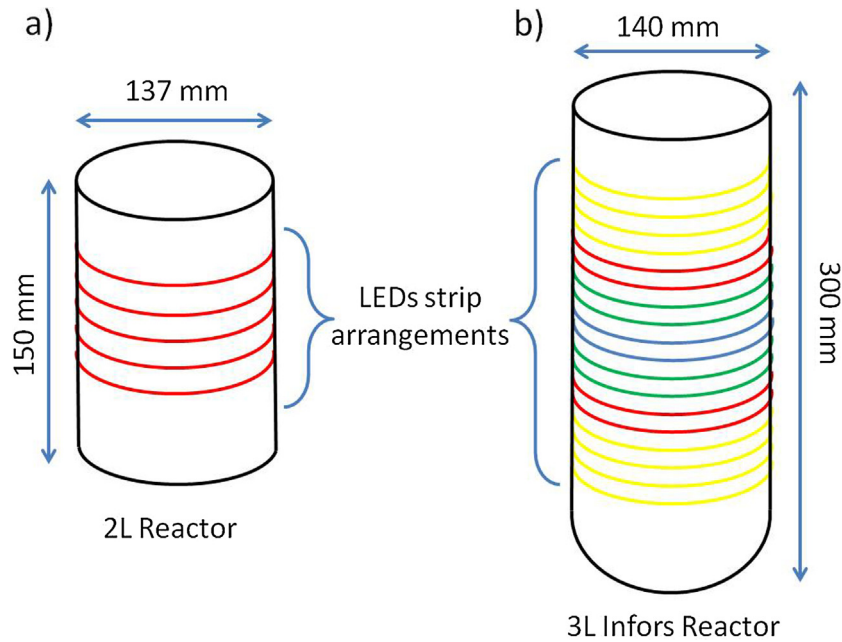 a)
137 mm
150 mm
2L Reactor
LEDs strip
arrangements
b)
140 mm
300 mm
3L Infors Reactor